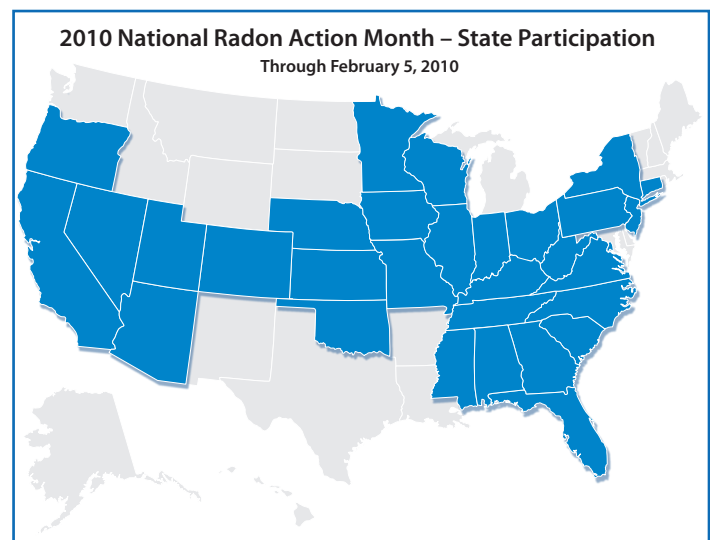 2010 National Radon Action Month – State Participation
Through February 5, 2010